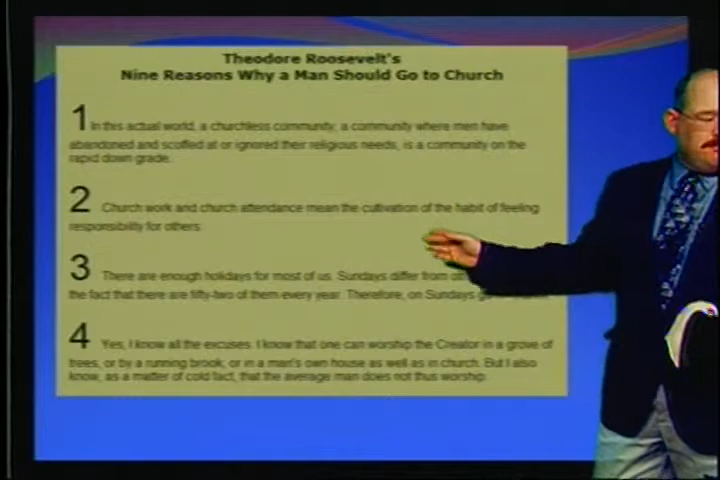 Theodore Roosevelt's
Nine Reasons Why a Man Should Go to Church
1 In this actual world, a churchless community, a community where men have
abandoned and scoffed at or ignored their religious needs, is a community on the
rapid down grade.
2 Church work and church attendance mean the cultivation of the habit of feeling
responsibility for others.
3 There are enough holidays for most of us. Sundays differ from
the fact that there are fifty-two of them every year. Therefore, on Sundays
4 Yes, I know all the excuses. I know that one can worship the Creator in a grove of
trees, or by a running brook, or in a man's own house as well as in church. But I also
know, as a matter of cold fact, that the average man does not thus worship.